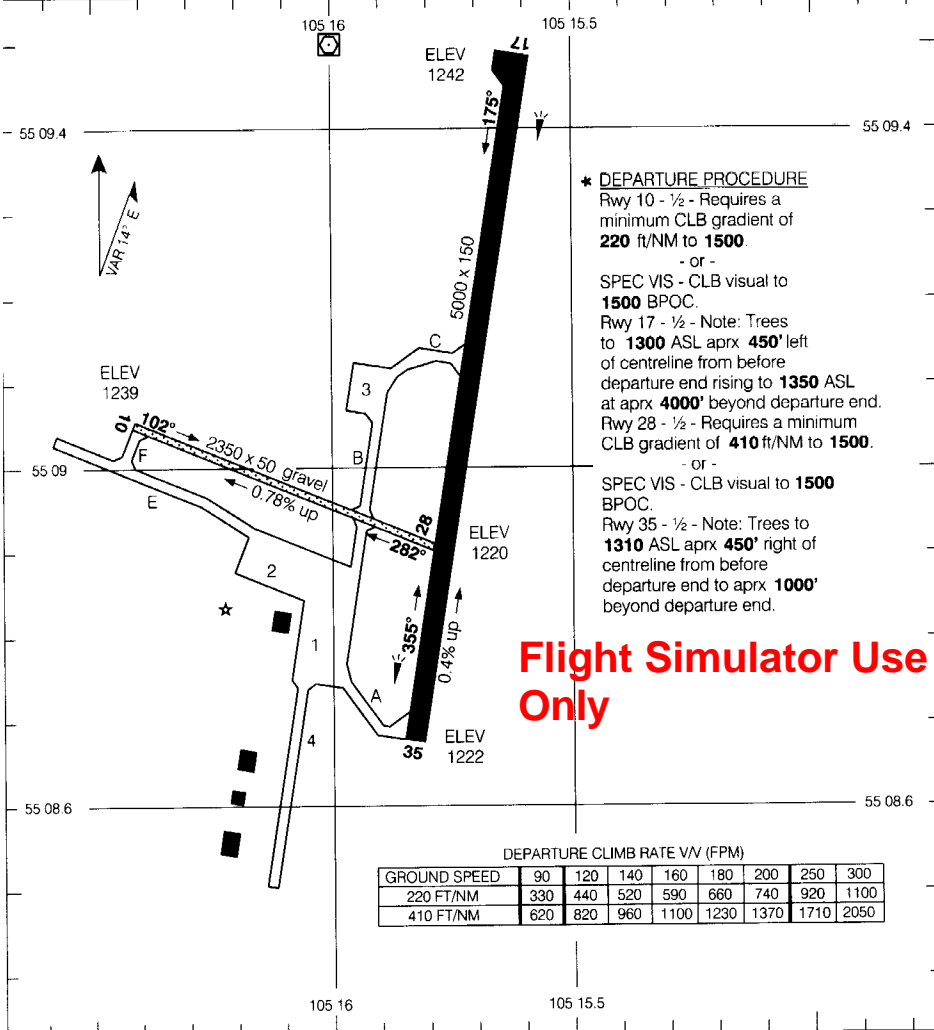 105 16
105 15.5
ELEV
1242
17
175°
55 09.4
55 09.4
VAR 14° E
* DEPARTURE PROCEDURE
Rwy 10 - ½ - Requires a
minimum CLB gradient of
220 ft/NM to 1500.
- or -
SPEC VIS - CLB visual to
1500 BPOC.
Rwy 17 - ½ - Note: Trees
to 1300 ASL aprx 450' left
of centreline from before
departure end rising to 1350 ASL
at aprx 4000' beyond departure end.
Rwy 28 - ½ - Requires a minimum
CLB gradient of 410 ft/NM to 1500.
- or -
SPEC VIS - CLB visual to 1500
BPOC.
Rwy 35 - ½ - Note: Trees to
1310 ASL aprx 450' right of
centreline from before
departure end to aprx 1000'
beyond departure end.
5000 x 150
C
3
ELEV
1239
10
102°
2350 x 50 gravel
0.78% up
F
B
55 09
E
28
282°
ELEV
1220
2
1
355°
0.4% up
A
4
35
ELEV
1222
Flight Simulator Use
Only
55 08.6
55 08.6
DEPARTURE CLIMB RATE V/V (FPM)
GROUND SPEED 90 120 140 160 180 200 250 300
220 FT/NM 330 440 520 590 660 740 920 1100
410 FT/NM 620 820 960 1100 1230 1370 1710 2050
105 16
105 15.5